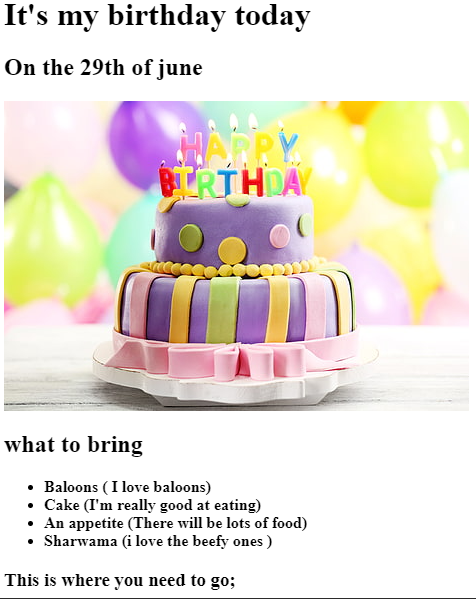 It's my birthday today
On the 29th of june
HAPPY
BIRTHDAY
what to bring
Baloons ( I love baloons)
Cake (I'm really good at eating)
An appetite (There will be lots of food)
Sharwama (i love the beefy ones )
This is where you need to go;